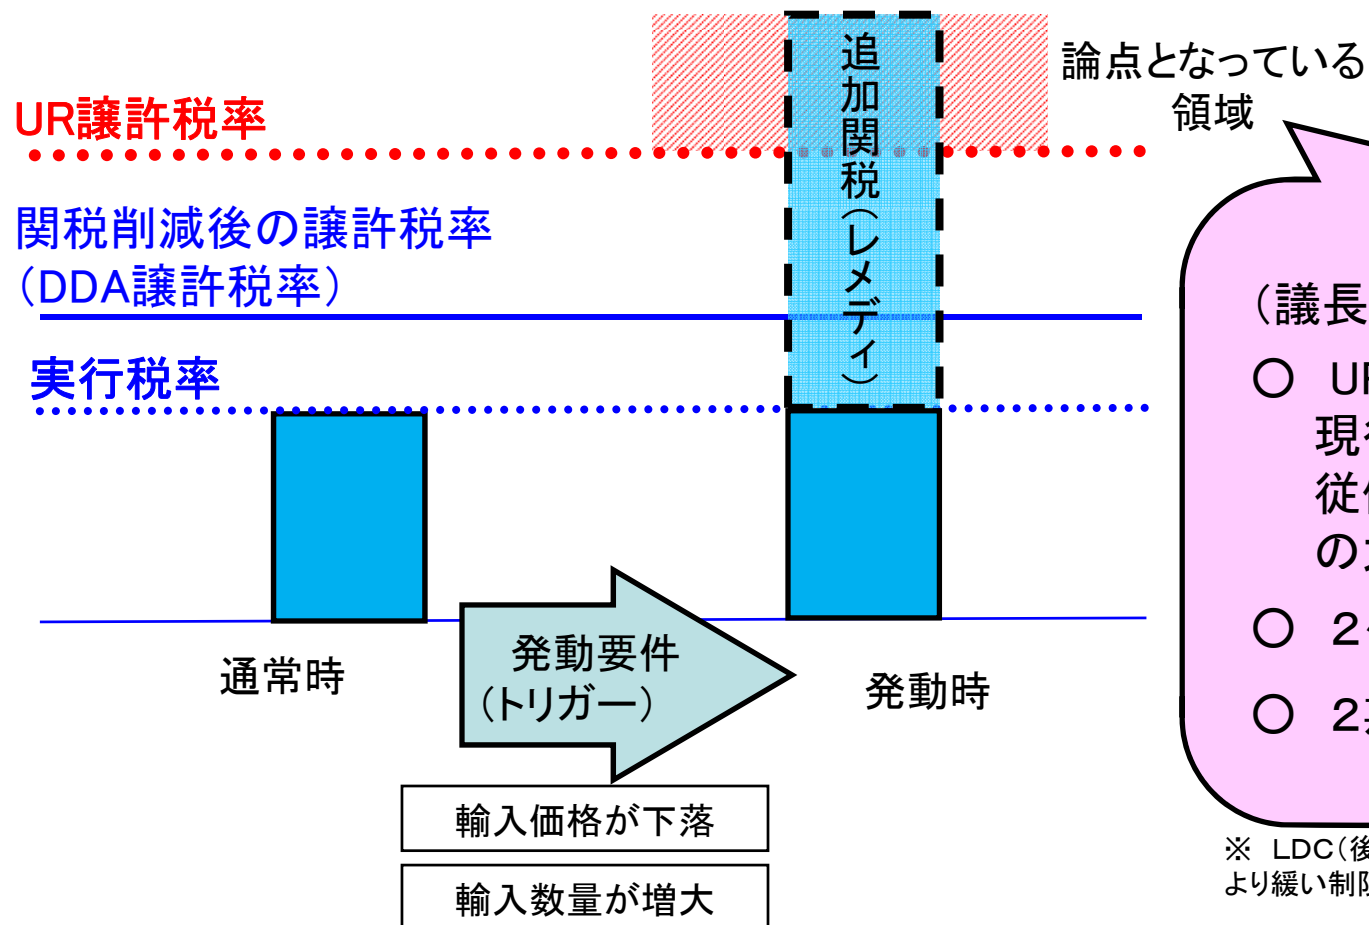 追加関税(レメディ)
論点となっている
領域
UR譲許税率
関税削減後の譲許税率
(DDA譲許税率)
実行税率
通常時
発動要件
(トリガー)
発動時
輸入価格が下落
輸入数量が増大
(議長
○ U
現
従
の
○ 2
○ 2
※ LDC(後
より緩い制限